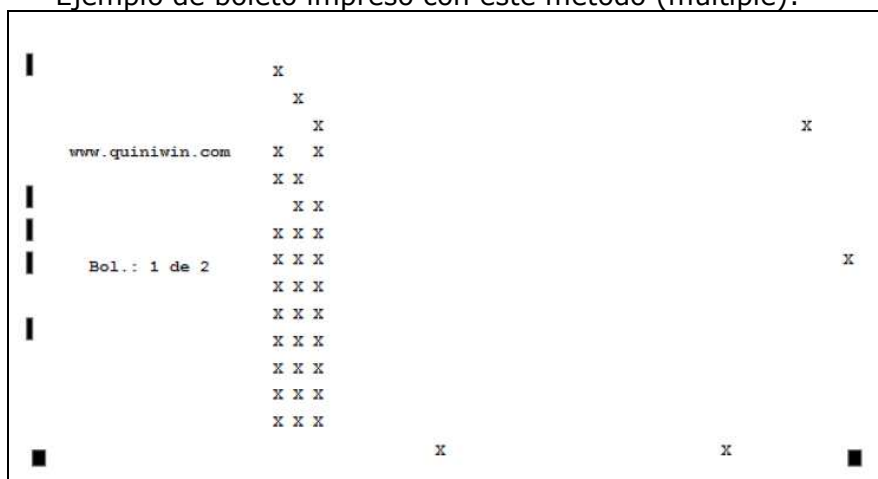 Ejemplo de boleto impreso con este método (múltiple):
X
X
X X
www.quiniwin.com X X
X X
X X
X X X
Bol.: 1 de 2 X X X X
X X X
X X X
X X X
X X X
X X X
X X X
X X